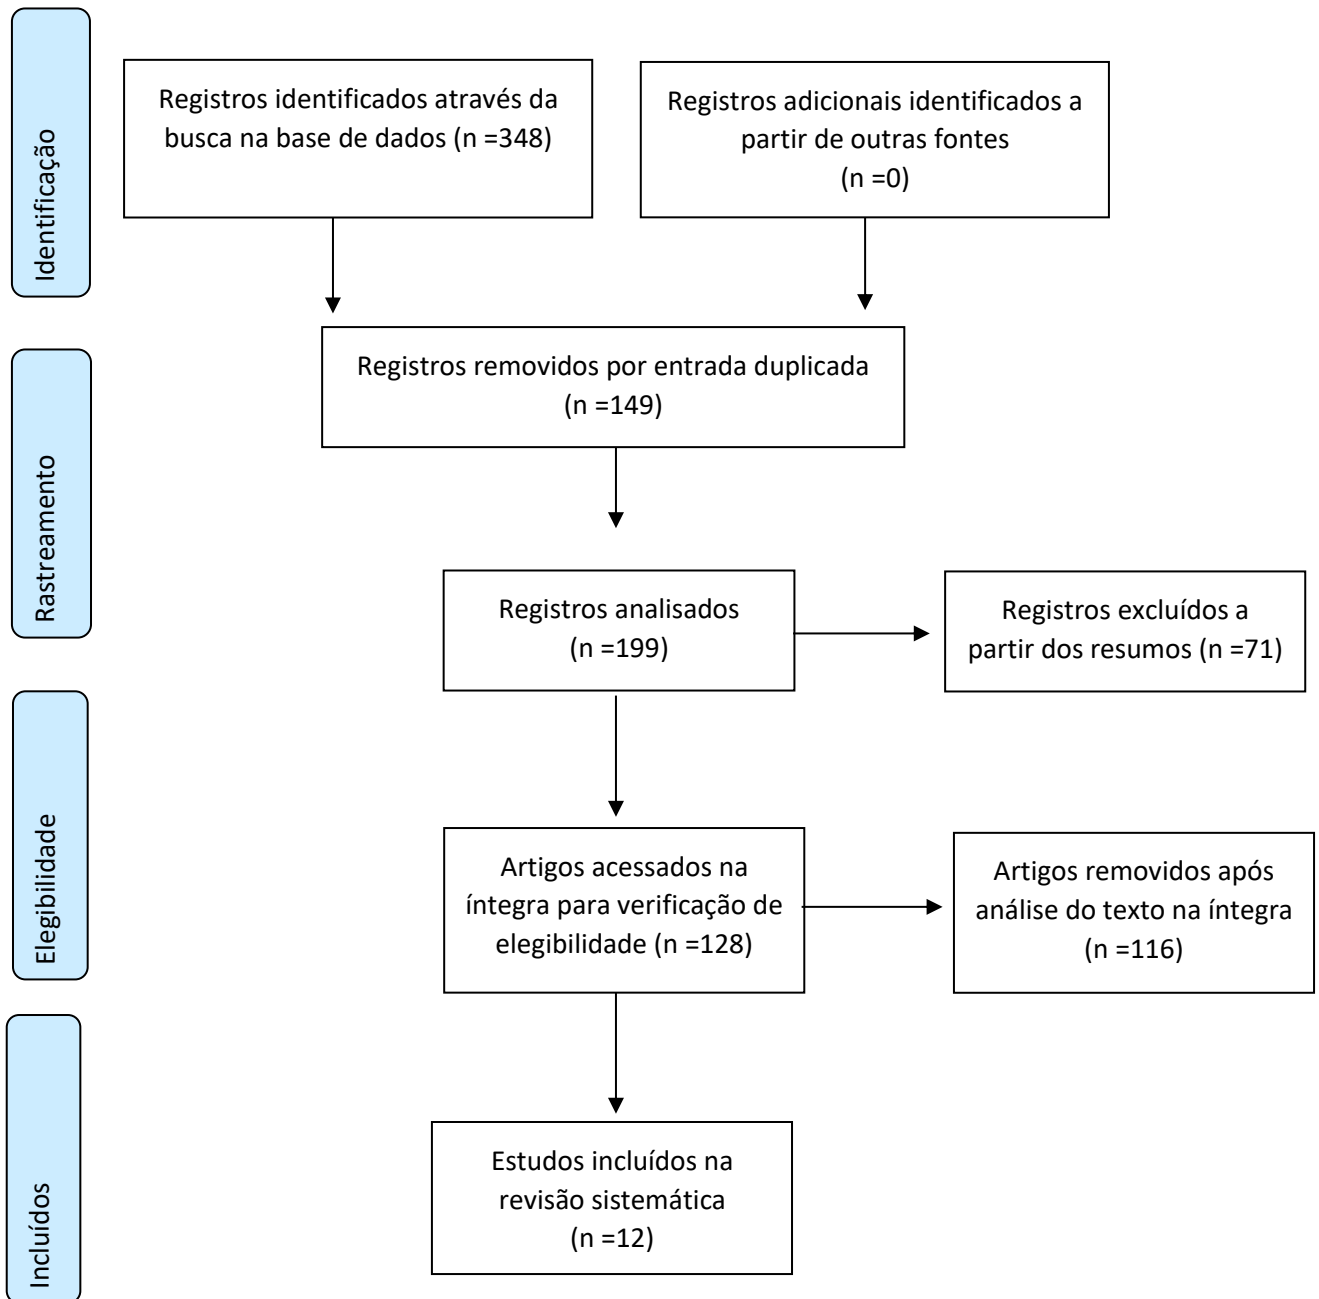 Identificação
Registros identificados através da
busca na base de dados (n =348)
Registros adicionais identificados a
partir de outras fontes
(n =0)
Rastreamento
Registros removidos por entrada duplicada
(n =149)
Registros analisados
(n =199)
Registros excluídos a
partir dos resumos (n =71)
Elegibilidade
Artigos acessados na
íntegra para verificação de
elegibilidade (n =128)
Artigos removidos após
análise do texto na íntegra
(n =116)
Incluídos
Estudos incluídos na
revisão sistemática
(n =12)